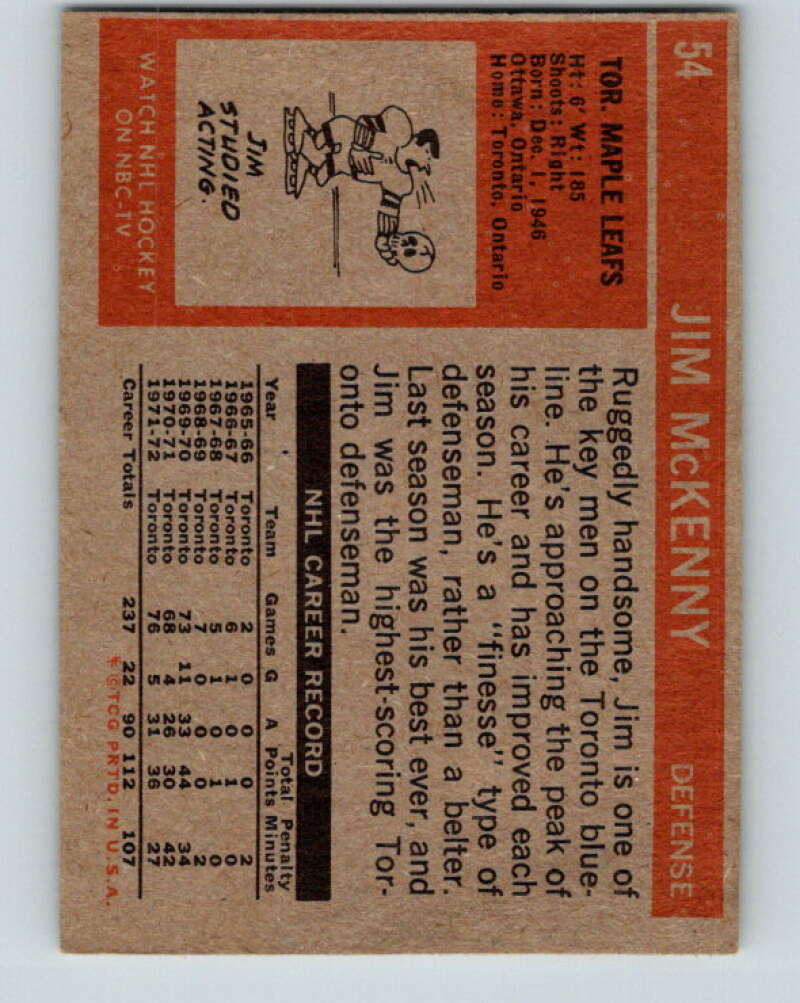 54 JIM McKENNY DEFENSE
TOR. MAPLE LEAFS
Ht: 6' Wt: 185
Shoots: Right
Born: Dec. 1, 1946
Ottawa, Ontario
Home: Toronto, Ontario
JIM
STUDIED
ACTING.
WATCH NHL HOCKEY
ON NBC-TV
Ruggedly handsome, Jim is one of
the key men on the Toronto blue-
line. He's approaching the peak of
his career and has improved each
season. He's a "finesse" type of
defenseman, rather than a belter.
Last season was his best ever, and
Jim was the highest-scoring Tor-
onto defenseman.
NHL CAREER RECORD
Total Penalty
Year Team Games G A Points Minutes
1965-66 Toronto 2 0 0 0 2
1966-67 Toronto 6 1 0 1 0
1967-68 Toronto 5 1 0 1 0
1968-69 Toronto 7 0 0 0 2
1969-70 Toronto 73 11 33 44 34
1970-71 Toronto 68 4 26 30 42
1971-72 Toronto 76 5 31 36 27
Career Totals 237 22 90 112 107
* © TCG PRTD. IN U.S.A.